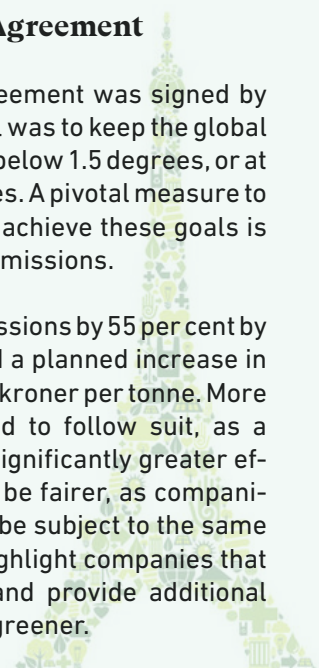 Agreement
eement was signed by
was to keep the global
below 1.5 degrees, or at
es. A pivotal measure to
achieve these goals is
missions.
ssions by 55 per cent by
a planned increase in
kroner per tonne. More
d to follow suit, as a
ignificantly greater ef-
be fairer, as compani-
be subject to the same
ghlight companies that
and provide additional
greener.